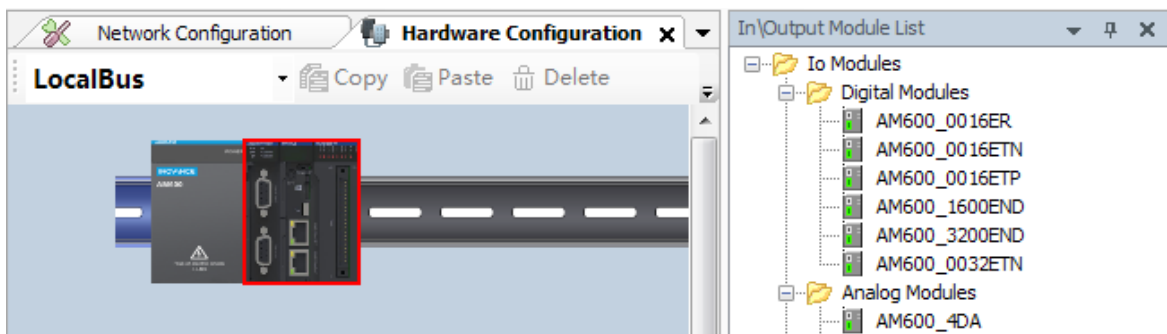 Network Configuration
Hardware Configuration
In\Output Module List
LocalBus
Copy
Paste
Delete
INOVANCE
Io Modules
Digital Modules
AM600_0016ER
AM600_0016ETN
AM600_0016ETP
AM600_1600END
AM600_3200END
AM600_0032ETN
Analog Modules
AM600_4DA